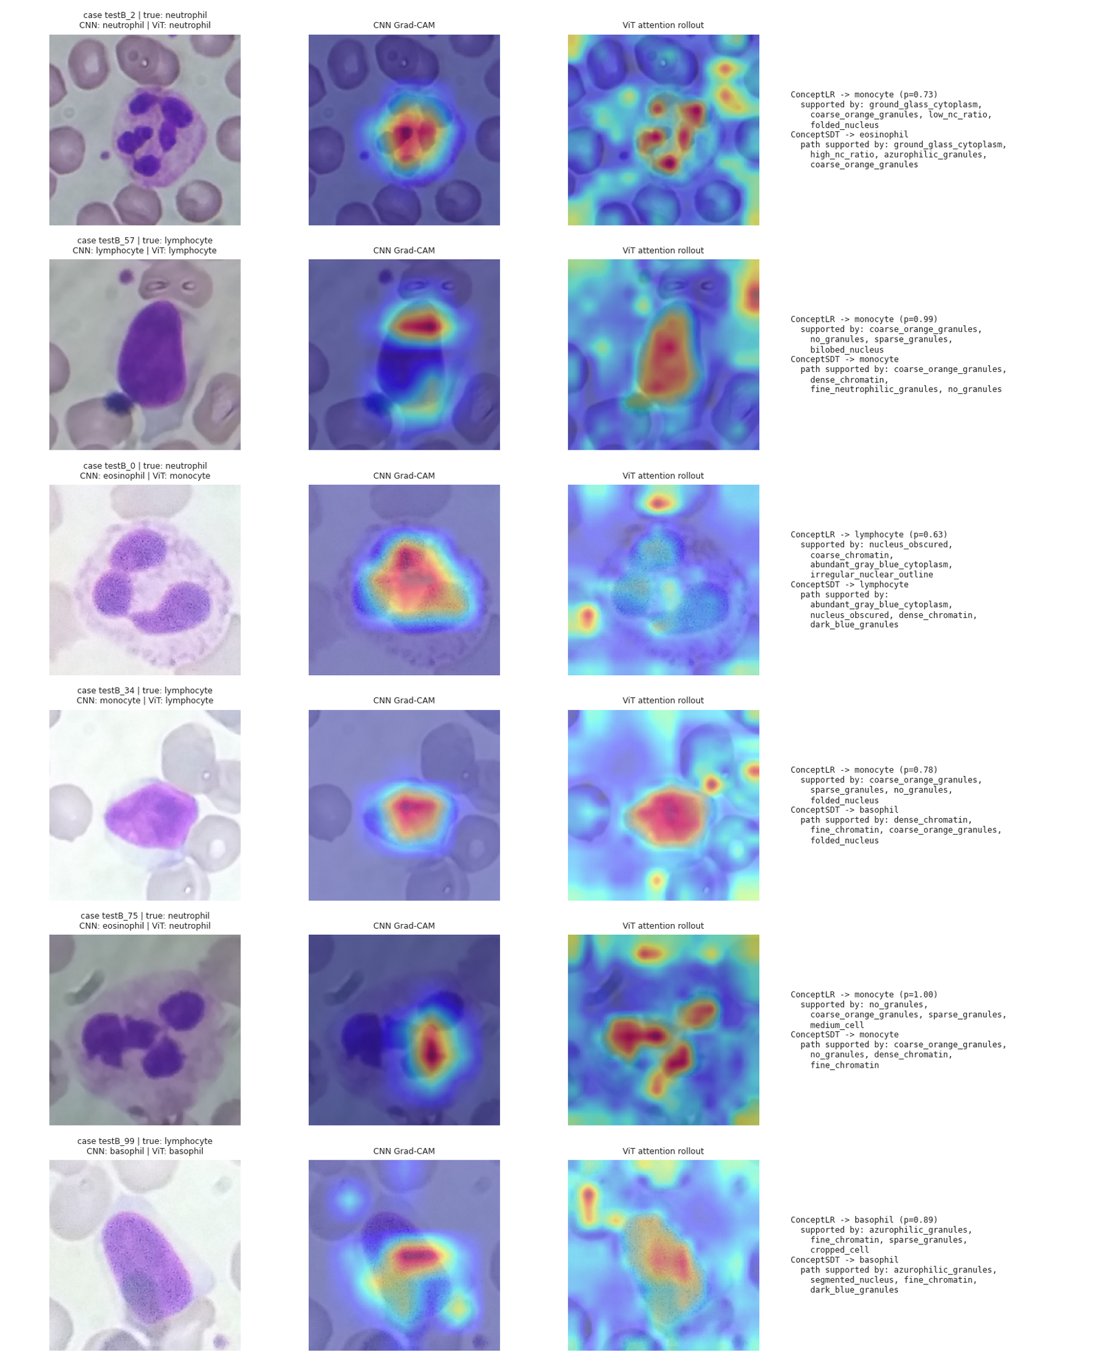 case testB_2 | true: neutrophil
CNN: neutrophil | ViT: neutrophil
CNN Grad-CAM
ViT attention rollout
ConceptLR -> monocyte (p=0.73)
supported by: ground_glass_cytoplasm,
coarse_orange_granules, low_nc_ratio,
folded_nucleus
ConceptSDT -> eosinophil
path supported by: ground_glass_cytoplasm,
high_nc_ratio, azurophilic_granules,
coarse_orange_granules
case testB_57 | true: lymphocyte
CNN: lymphocyte | ViT: lymphocyte
CNN Grad-CAM
ViT attention rollout
ConceptLR -> monocyte (p=0.99)
supported by: coarse_orange_granules,
no_granules, sparse_granules,
bilobed_nucleus
ConceptSDT -> monocyte
path supported by: coarse_orange_granules,
dense_chromatin,
fine_neutrophilic_granules, no_granules
case testB_0 | true: neutrophil
CNN: eosinophil | ViT: monocyte
CNN Grad-CAM
ViT attention rollout
ConceptLR -> lymphocyte (p=0.63)
supported by: nucleus_obscured,
coarse_chromatin,
abundant_gray_blue_cytoplasm,
irregular_nuclear_outline
ConceptSDT -> lymphocyte
path supported by:
abundant_gray_blue_cytoplasm,
nucleus_obscured, dense_chromatin,
dark_blue_granules
case testB_34 | true: lymphocyte
CNN: monocyte | ViT: lymphocyte
CNN Grad-CAM
ViT attention rollout
ConceptLR -> monocyte (p=0.78)
supported by: coarse_orange_granules,
sparse_granules, no_granules,
folded_nucleus
ConceptSDT -> basophil
path supported by: dense_chromatin,
fine_chromatin, coarse_orange_granules,
folded_nucleus
case testB_75 | true: neutrophil
CNN: eosinophil | ViT: neutrophil
CNN Grad-CAM
ViT attention rollout
ConceptLR -> monocyte (p=1.00)
supported by: no_granules,
coarse_orange_granules, sparse_granules,
medium_cell
ConceptSDT -> monocyte
path supported by: coarse_orange_granules,
no_granules, dense_chromatin,
fine_chromatin
case testB_99 | true: lymphocyte
CNN: basophil | ViT: basophil
CNN Grad-CAM
ViT attention rollout
ConceptLR -> basophil (p=0.89)
supported by: azurophilic_granules,
fine_chromatin, sparse_granules,
cropped_cell
ConceptSDT -> basophil
path supported by: azurophilic_granules,
segmented_nucleus, fine_chromatin,
dark_blue_granules